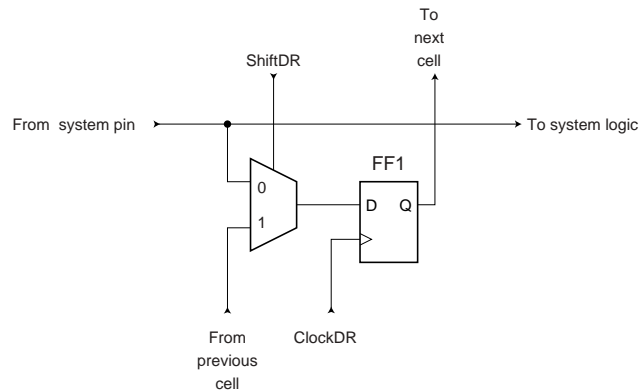 To
next
cell
ShiftDR
From system pin
To system logic
FF1
0
D Q
1
From
previous
cell
ClockDR